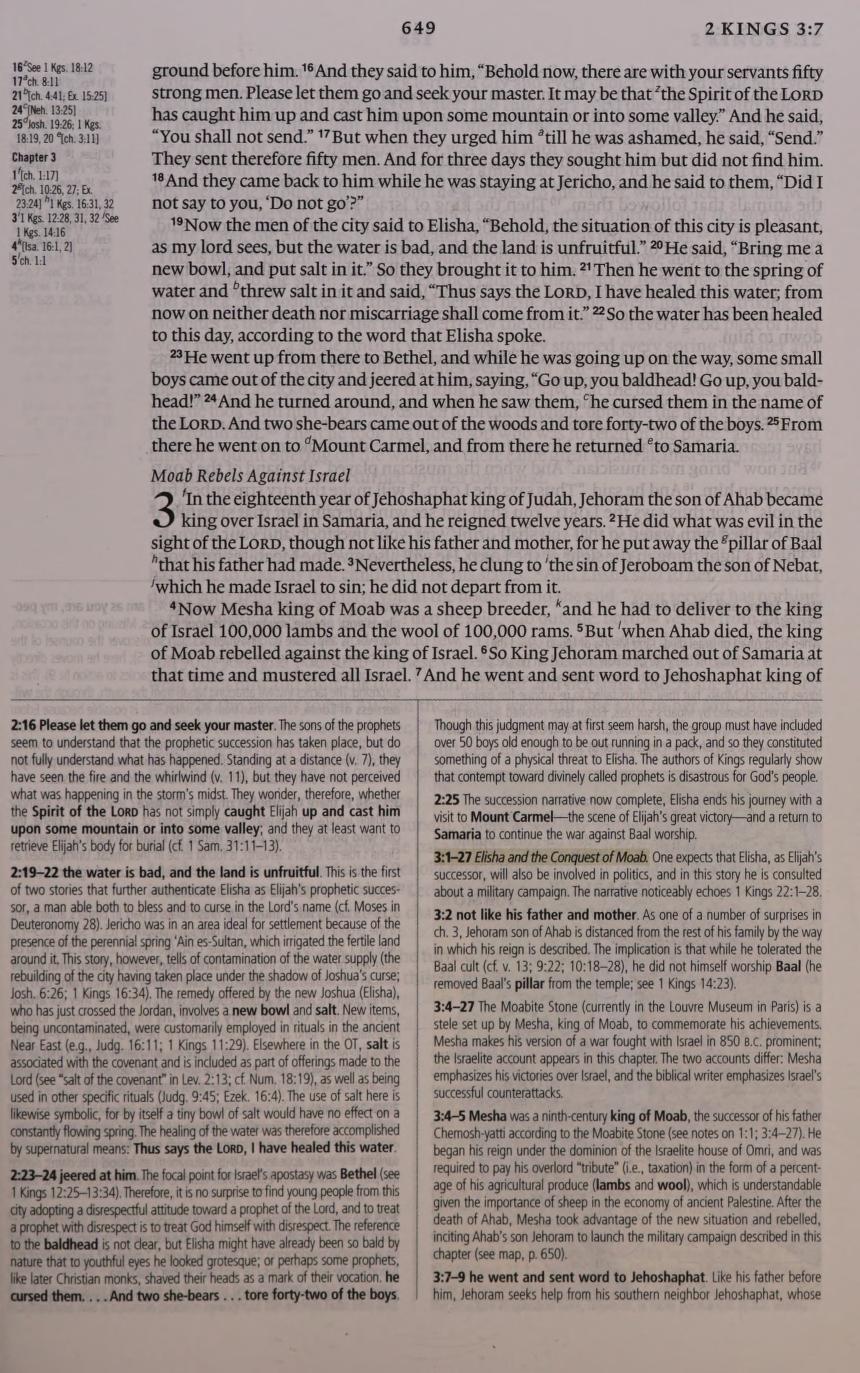 649
2 KINGS 3:7
16ᶻSee 1 Kgs. 18:12
17ᵃch. 8:11
21ᵇ[ch. 4:41; Ex. 15:25]
24ᶜ[Neh. 13:25]
25ᵈJosh. 19:26; 1 Kgs.
18:19, 20 ᵉ[ch. 3:11]
Chapter 3
1ᶠ[ch. 1:17]
2ᵍ[ch. 10:26, 27; Ex.
23:24] ʰ1 Kgs. 16:31, 32
3ⁱ1 Kgs. 12:28, 31, 32 ʲSee
1 Kgs. 14:16
4ᵏ[Isa. 16:1, 2]
5ˡch. 1:1
ground before him. ¹⁶And they said to him, “Behold now, there are with your servants fifty
strong men. Please let them go and seek your master. It may be that ᶻthe Spirit of the LORD
has caught him up and cast him upon some mountain or into some valley.” And he said,
“You shall not send.” ¹⁷But when they urged him ᵃtill he was ashamed, he said, “Send.”
They sent therefore fifty men. And for three days they sought him but did not find him.
¹⁸And they came back to him while he was staying at Jericho, and he said to them, “Did I
not say to you, ‘Do not go’?”
¹⁹Now the men of the city said to Elisha, “Behold, the situation of this city is pleasant,
as my lord sees, but the water is bad, and the land is unfruitful.” ²⁰He said, “Bring me a
new bowl, and put salt in it.” So they brought it to him. ²¹Then he went to the spring of
water and ᵇthrew salt in it and said, “Thus says the LORD, I have healed this water; from
now on neither death nor miscarriage shall come from it.” ²²So the water has been healed
to this day, according to the word that Elisha spoke.
²³He went up from there to Bethel, and while he was going up on the way, some small
boys came out of the city and jeered at him, saying, “Go up, you baldhead! Go up, you bald-
head!” ²⁴And he turned around, and when he saw them, ᶜhe cursed them in the name of
the LORD. And two she-bears came out of the woods and tore forty-two of the boys. ²⁵From
there he went on to ᵈMount Carmel, and from there he returned ᵉto Samaria.
Moab Rebels Against Israel
3 ᶠIn the eighteenth year of Jehoshaphat king of Judah, Jehoram the son of Ahab became
king over Israel in Samaria, and he reigned twelve years. ²He did what was evil in the
sight of the LORD, though not like his father and mother, for he put away the ᵍpillar of Baal
ʰthat his father had made. ³Nevertheless, he clung to ⁱthe sin of Jeroboam the son of Nebat,
ʲwhich he made Israel to sin; he did not depart from it.
⁴Now Mesha king of Moab was a sheep breeder, ᵏand he had to deliver to the king
of Israel 100,000 lambs and the wool of 100,000 rams. ⁵But ˡwhen Ahab died, the king
of Moab rebelled against the king of Israel. ⁶So King Jehoram marched out of Samaria at
that time and mustered all Israel. ⁷And he went and sent word to Jehoshaphat king of
2:16 Please let them go and seek your master. The sons of the prophets
seem to understand that the prophetic succession has taken place, but do
not fully understand what has happened. Standing at a distance (v. 7), they
have seen the fire and the whirlwind (v. 11), but they have not perceived
what was happening in the storm's midst. They wonder, therefore, whether
the Spirit of the LORD has not simply caught Elijah up and cast him
upon some mountain or into some valley; and they at least want to
retrieve Elijah's body for burial (cf. 1 Sam. 31:11–13).
2:19–22 the water is bad, and the land is unfruitful. This is the first
of two stories that further authenticate Elisha as Elijah's prophetic succes-
sor, a man able both to bless and to curse in the Lord's name (cf. Moses in
Deuteronomy 28). Jericho was in an area ideal for settlement because of the
presence of the perennial spring 'Ain es-Sultan, which irrigated the fertile land
around it. This story, however, tells of contamination of the water supply (the
rebuilding of the city having taken place under the shadow of Joshua's curse;
Josh. 6:26; 1 Kings 16:34). The remedy offered by the new Joshua (Elisha),
who has just crossed the Jordan, involves a new bowl and salt. New items,
being uncontaminated, were customarily employed in rituals in the ancient
Near East (e.g., Judg. 16:11; 1 Kings 11:29). Elsewhere in the OT, salt is
associated with the covenant and is included as part of offerings made to the
Lord (see “salt of the covenant” in Lev. 2:13; cf. Num. 18:19), as well as being
used in other specific rituals (Judg. 9:45; Ezek. 16:4). The use of salt here is
likewise symbolic, for by itself a tiny bowl of salt would have no effect on a
constantly flowing spring. The healing of the water was therefore accomplished
by supernatural means: Thus says the LORD, I have healed this water.
2:23–24 jeered at him. The focal point for Israel's apostasy was Bethel (see
1 Kings 12:25–13:34). Therefore, it is no surprise to find young people from this
city adopting a disrespectful attitude toward a prophet of the Lord, and to treat
a prophet with disrespect is to treat God himself with disrespect. The reference
to the baldhead is not clear, but Elisha might have already been so bald by
nature that to youthful eyes he looked grotesque; or perhaps some prophets,
like later Christian monks, shaved their heads as a mark of their vocation. he
cursed them. . . . And two she-bears . . . tore forty-two of the boys.
Though this judgment may at first seem harsh, the group must have included
over 50 boys old enough to be out running in a pack, and so they constituted
something of a physical threat to Elisha. The authors of Kings regularly show
that contempt toward divinely called prophets is disastrous for God's people.
2:25 The succession narrative now complete, Elisha ends his journey with a
visit to Mount Carmel—the scene of Elijah's great victory—and a return to
Samaria to continue the war against Baal worship.
3:1–27 Elisha and the Conquest of Moab. One expects that Elisha, as Elijah's
successor, will also be involved in politics, and in this story he is consulted
about a military campaign. The narrative noticeably echoes 1 Kings 22:1–28.
3:2 not like his father and mother. As one of a number of surprises in
ch. 3, Jehoram son of Ahab is distanced from the rest of his family by the way
in which his reign is described. The implication is that while he tolerated the
Baal cult (cf. v. 13; 9:22; 10:18–28), he did not himself worship Baal (he
removed Baal's pillar from the temple; see 1 Kings 14:23).
3:4–27 The Moabite Stone (currently in the Louvre Museum in Paris) is a
stele set up by Mesha, king of Moab, to commemorate his achievements.
Mesha makes his version of a war fought with Israel in 850 B.C. prominent;
the Israelite account appears in this chapter. The two accounts differ: Mesha
emphasizes his victories over Israel, and the biblical writer emphasizes Israel's
successful counterattacks.
3:4–5 Mesha was a ninth-century king of Moab, the successor of his father
Chemosh-yatti according to the Moabite Stone (see notes on 1:1; 3:4–27). He
began his reign under the dominion of the Israelite house of Omri, and was
required to pay his overlord “tribute” (i.e., taxation) in the form of a percent-
age of his agricultural produce (lambs and wool), which is understandable
given the importance of sheep in the economy of ancient Palestine. After the
death of Ahab, Mesha took advantage of the new situation and rebelled,
inciting Ahab's son Jehoram to launch the military campaign described in this
chapter (see map, p. 650).
3:7–9 he went and sent word to Jehoshaphat. Like his father before
him, Jehoram seeks help from his southern neighbor Jehoshaphat, whose